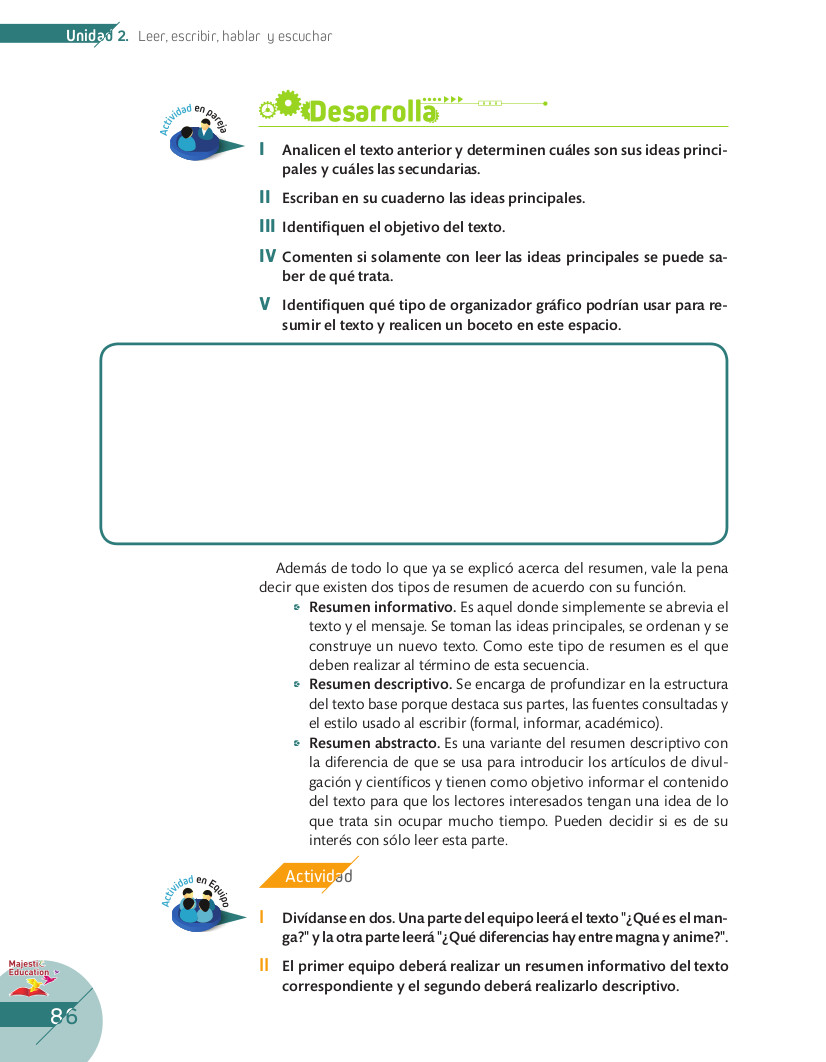 Unidad 2. Leer, escribir, hablar y escuchar
Actividad en pareja
Desarrolla
I Analicen el texto anterior y determinen cuáles son sus ideas princi-
pales y cuáles las secundarias.
II Escriban en su cuaderno las ideas principales.
III Identifiquen el objetivo del texto.
IV Comenten si solamente con leer las ideas principales se puede sa-
ber de qué trata.
V Identifiquen qué tipo de organizador gráfico podrían usar para re-
sumir el texto y realicen un boceto en este espacio.
Además de todo lo que ya se explicó acerca del resumen, vale la pena
decir que existen dos tipos de resumen de acuerdo con su función.
Resumen informativo. Es aquel donde simplemente se abrevia el
texto y el mensaje. Se toman las ideas principales, se ordenan y se
construye un nuevo texto. Como este tipo de resumen es el que
deben realizar al término de esta secuencia.
Resumen descriptivo. Se encarga de profundizar en la estructura
del texto base porque destaca sus partes, las fuentes consultadas y
el estilo usado al escribir (formal, informar, académico).
Resumen abstracto. Es una variante del resumen descriptivo con
la diferencia de que se usa para introducir los artículos de divul-
gación y científicos y tienen como objetivo informar el contenido
del texto para que los lectores interesados tengan una idea de lo
que trata sin ocupar mucho tiempo. Pueden decidir si es de su
interés con sólo leer esta parte.
Actividad en Equipo
Actividad
I Divídanse en dos. Una parte del equipo leerá el texto "¿Qué es el man-
ga?" y la otra parte leerá "¿Qué diferencias hay entre magna y anime?".
II El primer equipo deberá realizar un resumen informativo del texto
correspondiente y el segundo deberá realizarlo descriptivo.
Majestic
Education
86